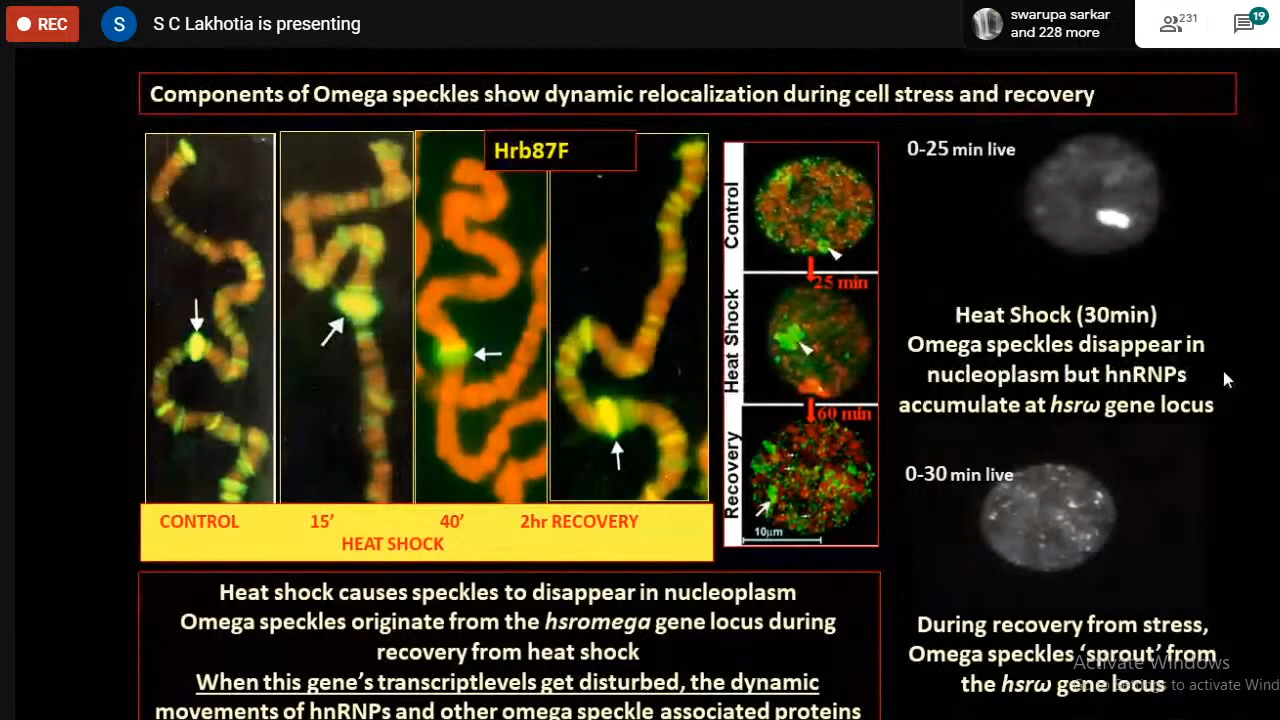 REC
S
S C Lakhotia is presenting
swarupa sarkar
and 228 more
231
19
Components of Omega speckles show dynamic relocalization during cell stress and recovery
Hrb87F
CONTROL 15’ 40’ 2hr RECOVERY
HEAT SHOCK
Control
25 min
Heat Shock
60 min
Recovery
10µm
0-25 min live
Heat Shock (30min)
Omega speckles disappear in
nucleoplasm but hnRNPs
accumulate at hsrω gene locus
0-30 min live
During recovery from stress,
Omega speckles ‘sprout’ from
the hsrω gene locus
Heat shock causes speckles to disappear in nucleoplasm
Omega speckles originate from the hsromega gene locus during
recovery from heat shock
When this gene’s transcriptlevels get disturbed, the dynamic
movements of hnRNPs and other omega speckle associated proteins
Activate Windows
to activate Wind